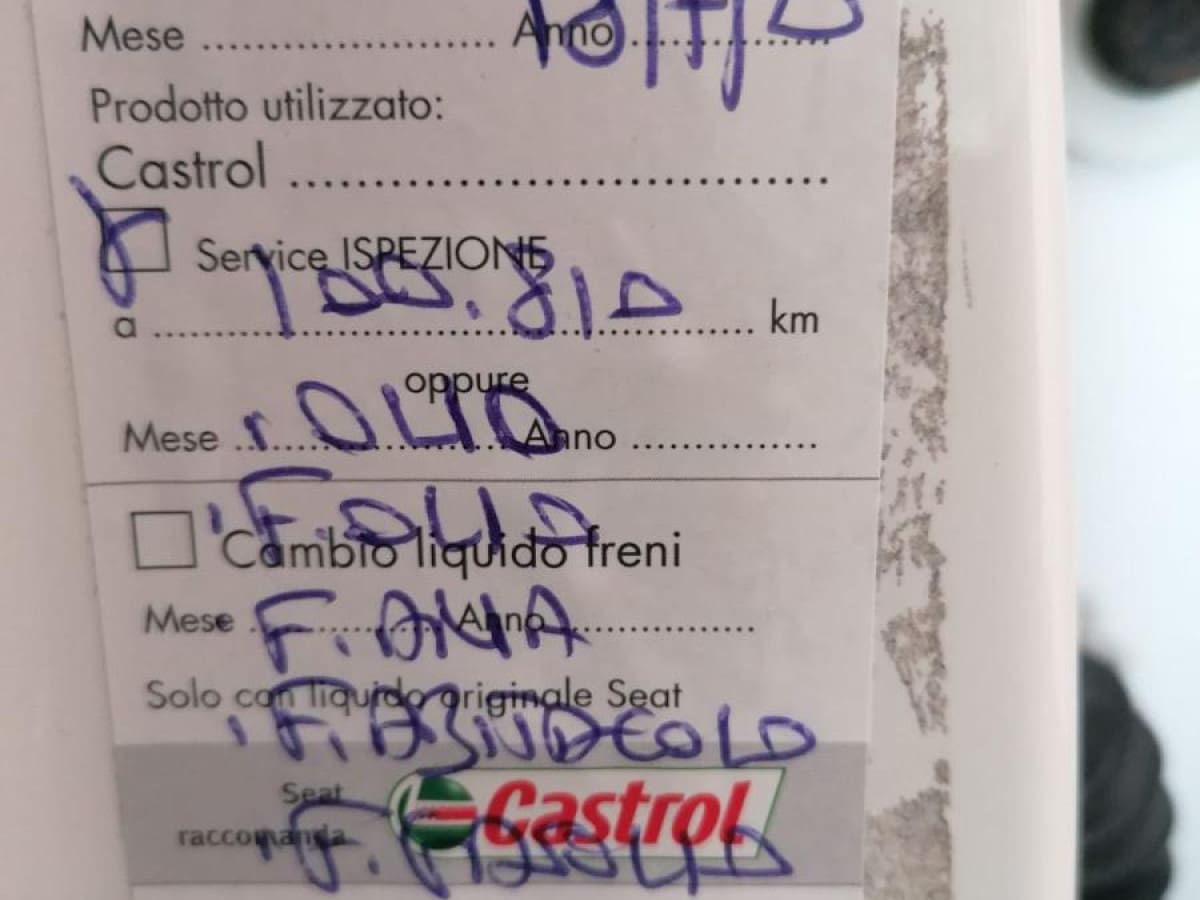 Mese .................... Anno ..............
Prodotto utilizzato:
Castrol ....................................
Service ISPEZIONE
a 100.810 km
oppure
Mese .................... Anno ..............
OLIO
F. OLIO
Cambio liquido freni
Mese .................... Anno ..............
F. ARIA
Solo con liquido originale Seat
Seat
raccomanda Castrol